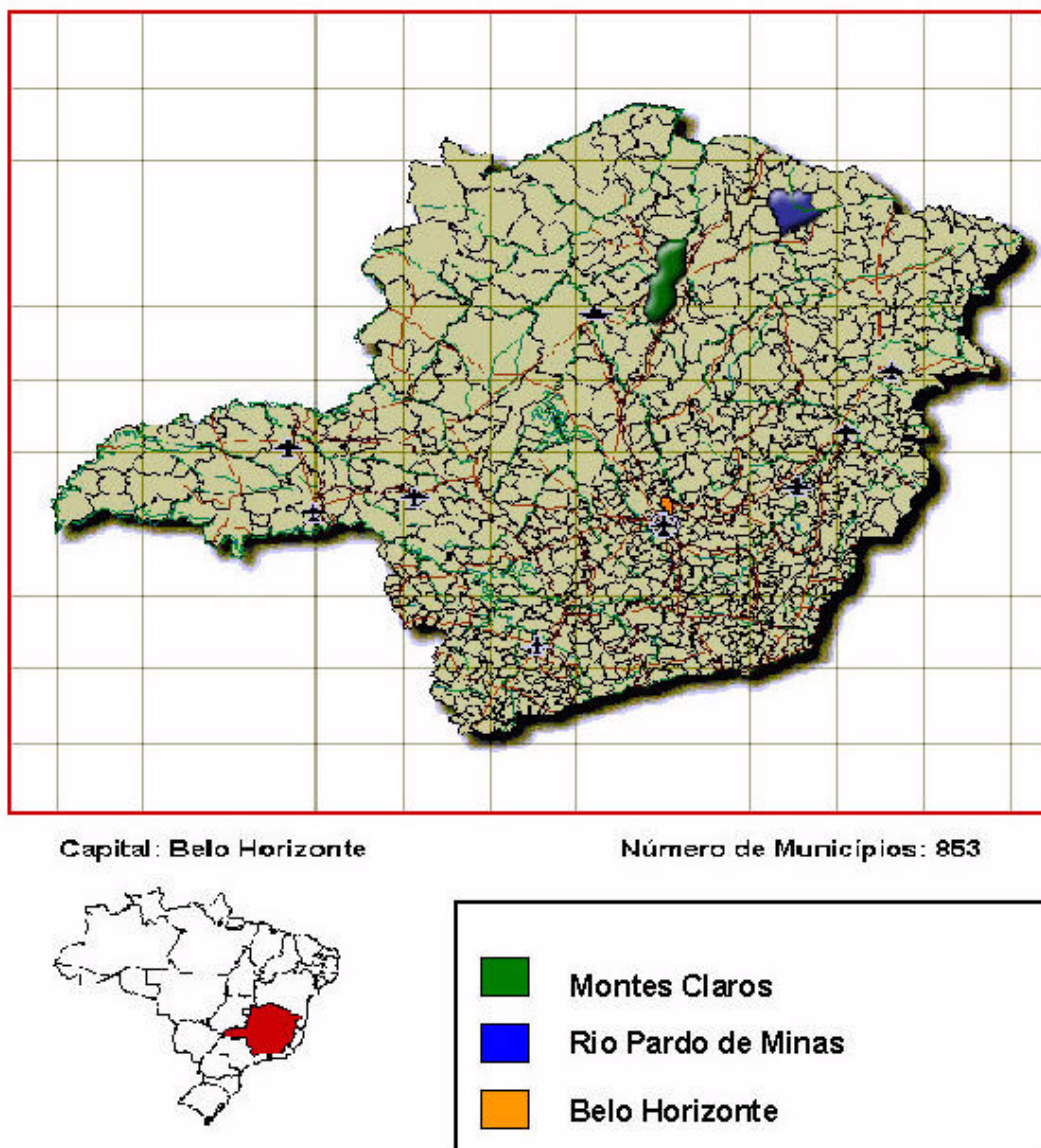 Capital: Belo Horizonte
Número de Municípios: 853
Montes Claros
Rio Pardo de Minas
Belo Horizonte